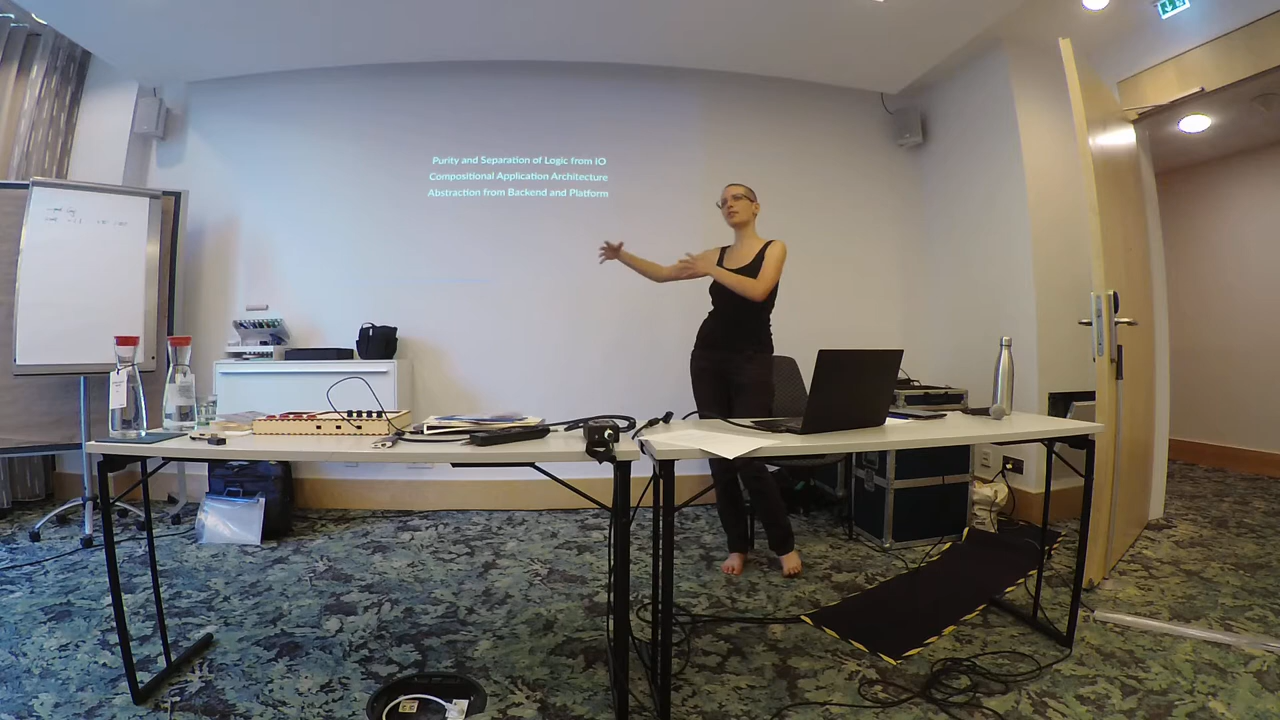 Purity and Separation of Logic from IO
Compositional Application Architecture
Abstraction from Backend and Platform